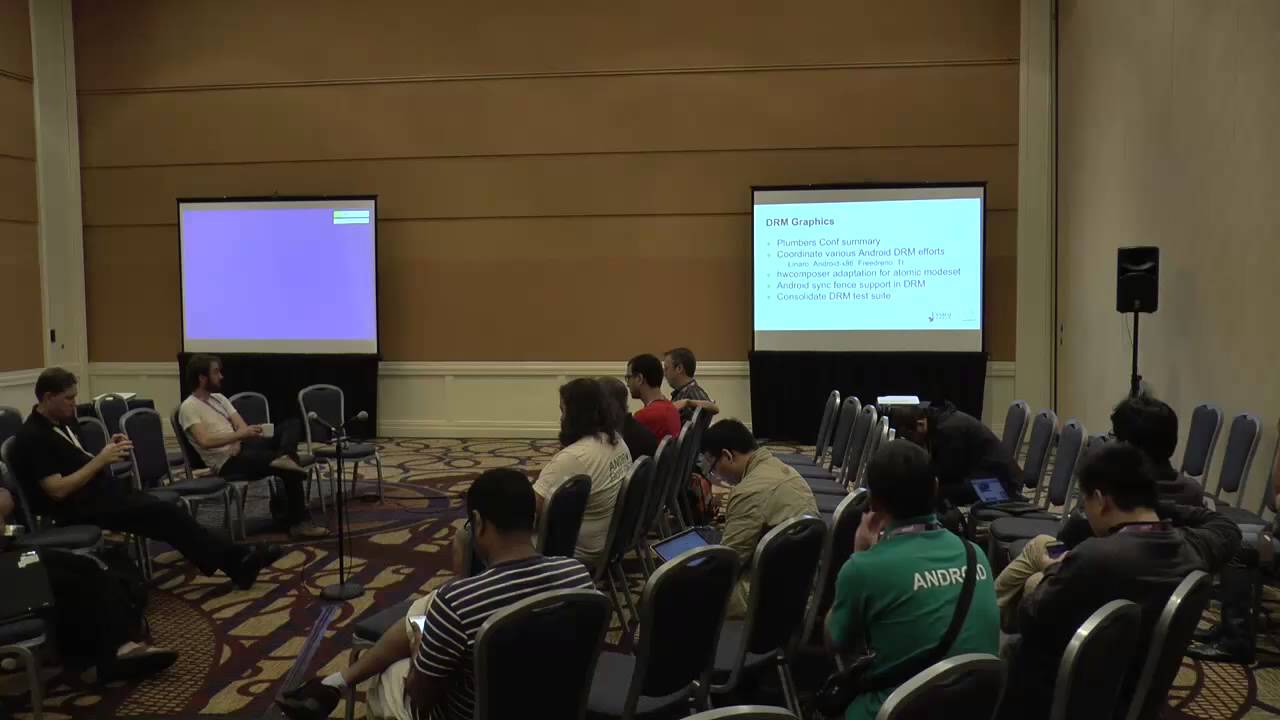 DRM Graphics
Plumbers Conf summary
Coordinate various Android DRM efforts
Linaro, Android-x86, Freedreno, TI
hwcomposer adaptation for atomic modeset
Android sync fence support in DRM
Consolidate DRM test suite
ANDROID